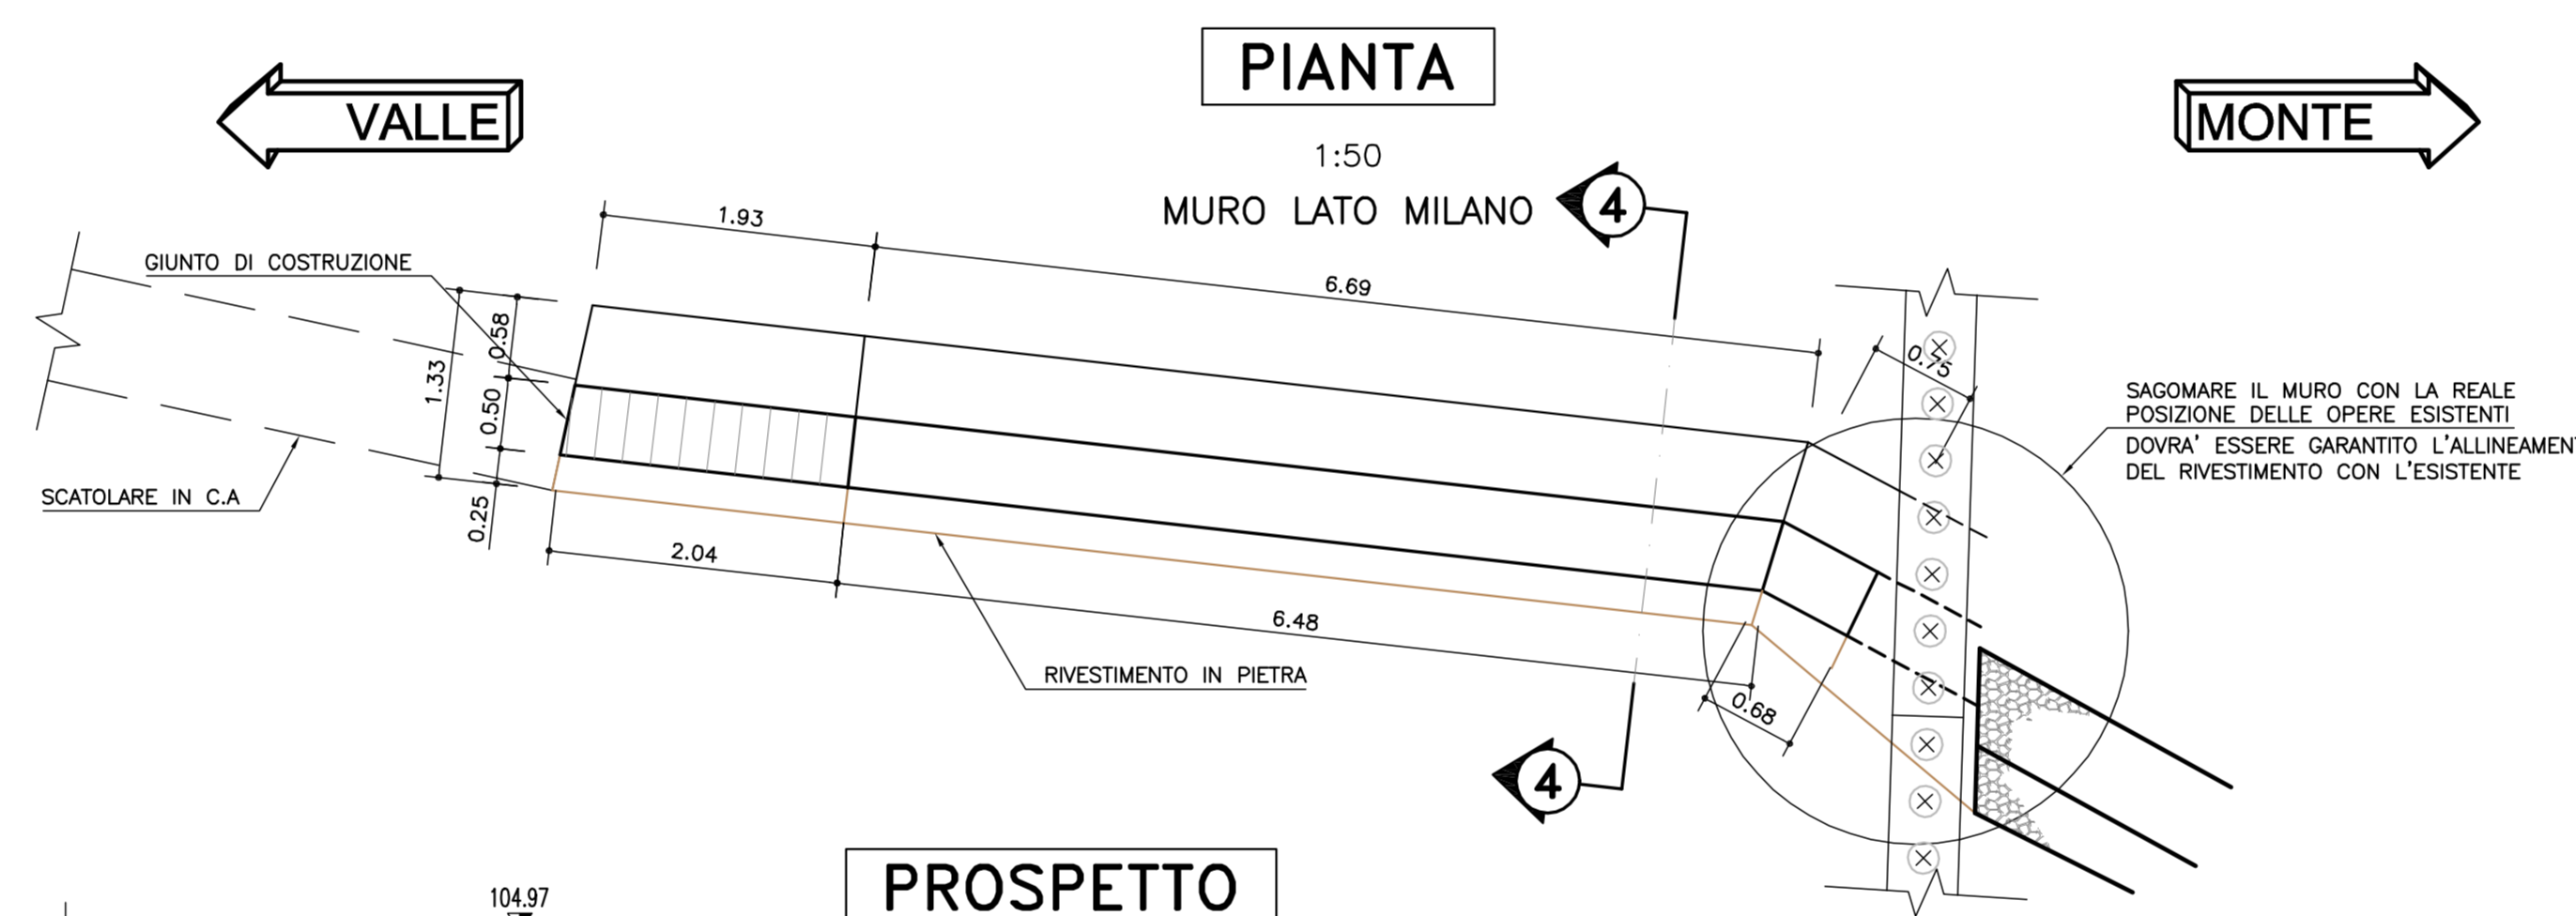 PIANTA
VALLE
MONTE
1:50
MURO LATO MILANO
4
1.93
6.69
GIUNTO DI COSTRUZIONE
0.58
1.33
0.50
0.25
0.75
SAGOMARE IL MURO CON LA REALE
POSIZIONE DELLE OPERE ESISTENTI
DOVRA' ESSERE GARANTITO L'ALLINEAMEN
DEL RIVESTIMENTO CON L'ESISTENTE
SCATOLARE IN C.A
2.04
6.48
RIVESTIMENTO IN PIETRA
0.68
4
PROSPETTO
104.97